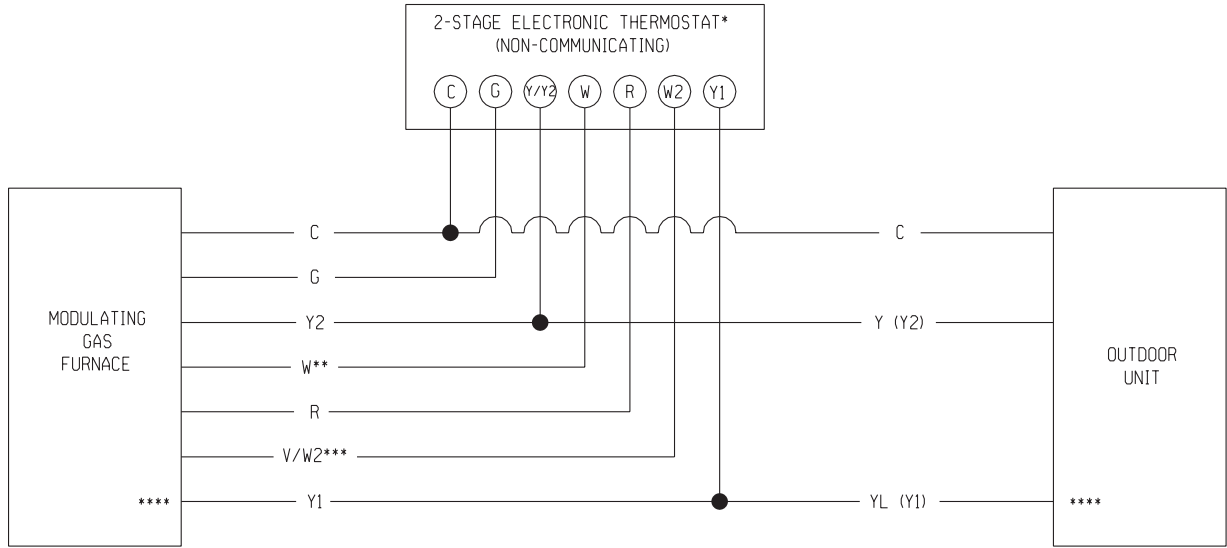 2-STAGE ELECTRONIC THERMOSTAT*
(NON-COMMUNICATING)
C G Y/Y2 W R W2 Y1
C C
G
MODULATING
GAS
FURNACE
Y2 Y (Y2)
W**
OUTDOOR
UNIT
R
V/W2***
**** Y1 YL (Y1) ****